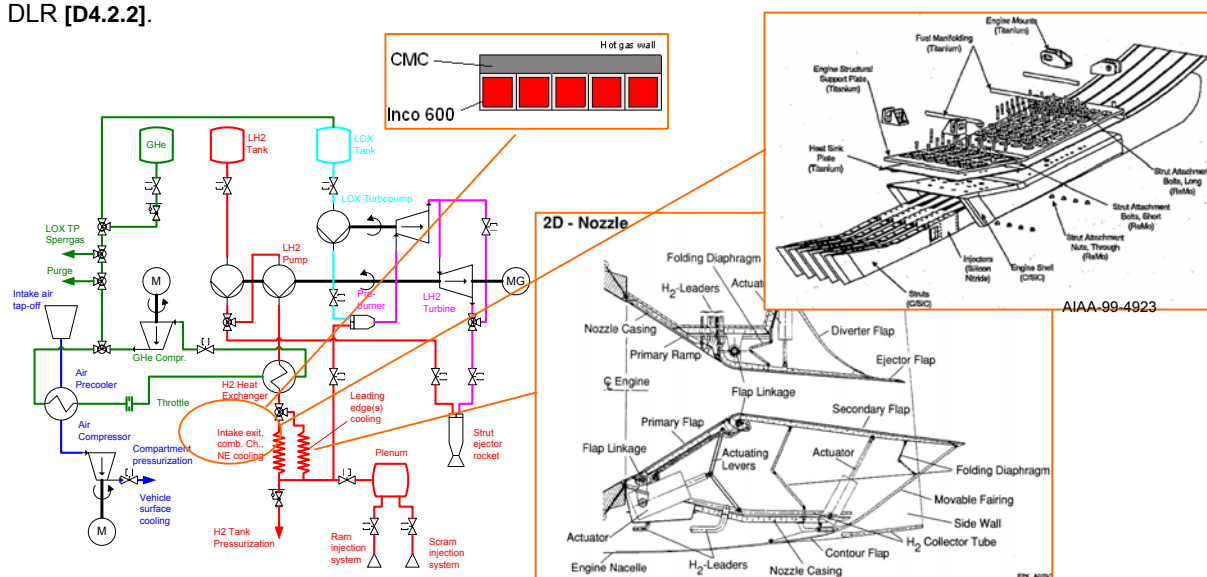 DLR [D4.2.2].
CMC
Hot gas wall
Inco 600
GHe
LH2
Tank
LOX
Tank
LOX Turbopump
LOX TP
Sperrgas
Purge
LH2
Pump
M
MG
Intake air
tap-off
Pre-
burner
LH2
Turbine
GHe Compr.
Air
Precooler
Throttle
H2 Heat
Exchanger
Leading
edge(s)
cooling
Air
Compressor
Intake exit,
comb. Ch.,
NE cooling
Strut
ejector
rocket
Compartment
pressurization
Vehicle
surface
cooling
Plenum
M
H2 Tank
Pressurization
Ram
injection
system
Scram
injection
system
2D - Nozzle
Folding Diaphragm
Actuat
H2-Leaders
Nozzle Casing
Diverter Flap
Primary Ramp
Ejector Flap
Flap Linkage
Engine
Primary Flap
Secondary Flap
Flap Linkage
Actuating
Levers
Actuator
Folding Diaphragm
Movable Fairing
Side Wall
Actuator
H2 Collector Tube
Contour Flap
Engine Nacelle
H2-Leaders
Nozzle Casing
Engine Mounts
(Titanium)
Fuel Manifolding
(Titanium)
Engine Structural
Support Plate
(Titanium)
Heat Sink
Plate
(Titanium)
Strut Attachment
Bolts, Long
(ReMo)
Strut Attachment
Bolts, Short
(ReMo)
Strut Attachment
Nuts, Through
(ReMo)
Injectors
(Silicon
Nitride)
Engine Shell
(C/SiC)
Struts
(C/SiC)
AIAA-99-4923